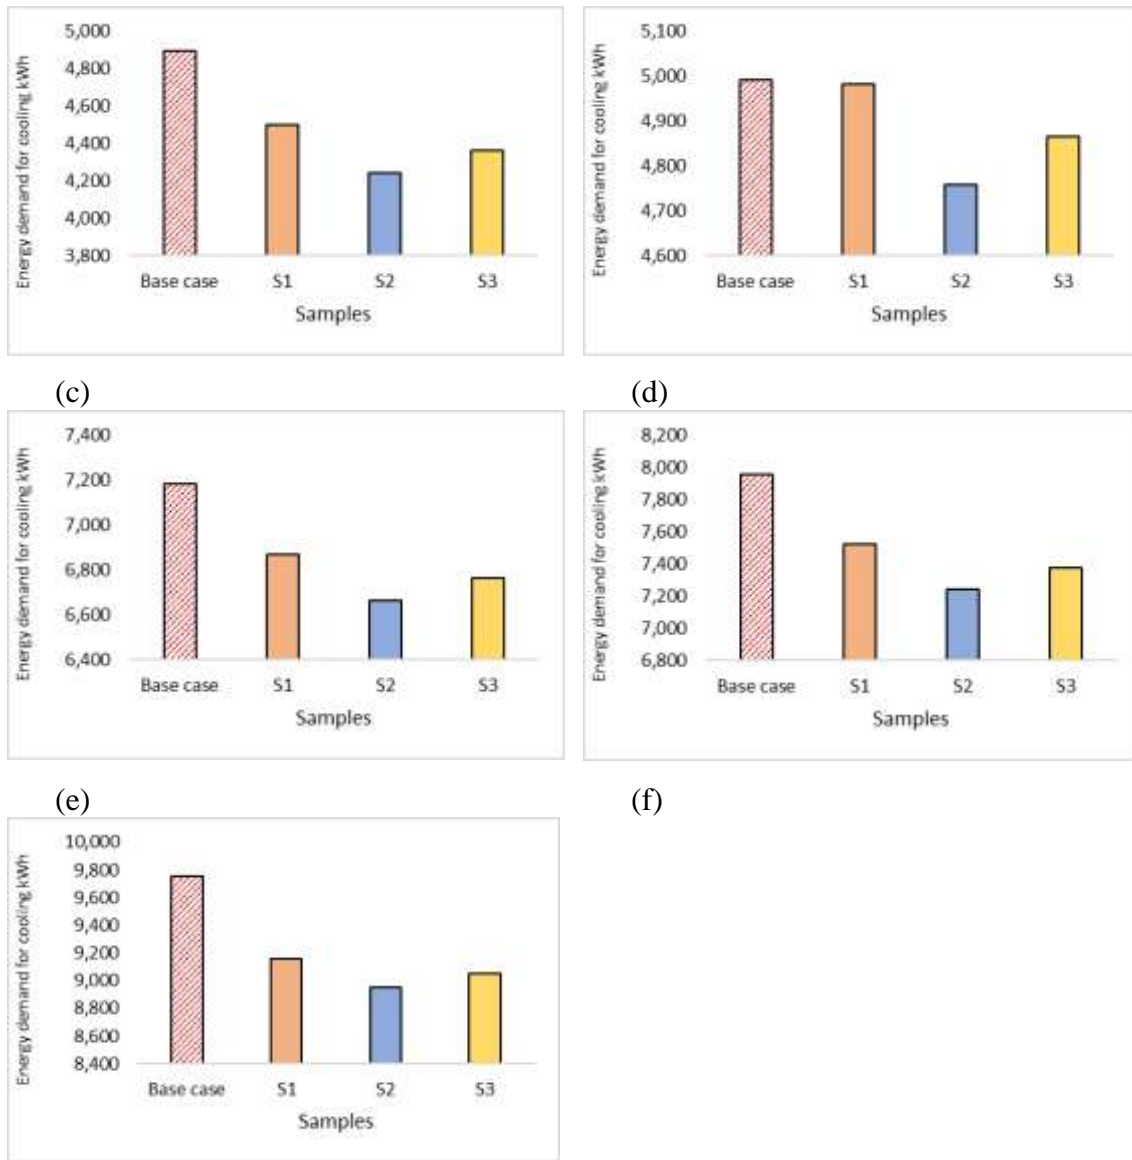 Energy demand for cooling kWh
5,000
4,800
4,600
4,400
4,200
4,000
3,800
Base case S1 S2 S3
Samples
Energy demand for cooling kWh
5,100
5,000
4,900
4,800
4,700
4,600
Base case S1 S2 S3
Samples
(c) (d)
Energy demand for cooling kWh
7,400
7,200
7,000
6,800
6,600
6,400
Base case S1 S2 S3
Samples
Energy demand for cooling kWh
8,200
8,000
7,800
7,600
7,400
7,200
7,000
6,800
Base case S1 S2 S3
Samples
(e) (f)
Energy demand for cooling kWh
10,000
9,800
9,600
9,400
9,200
9,000
8,800
8,600
8,400
Base case S1 S2 S3
Samples